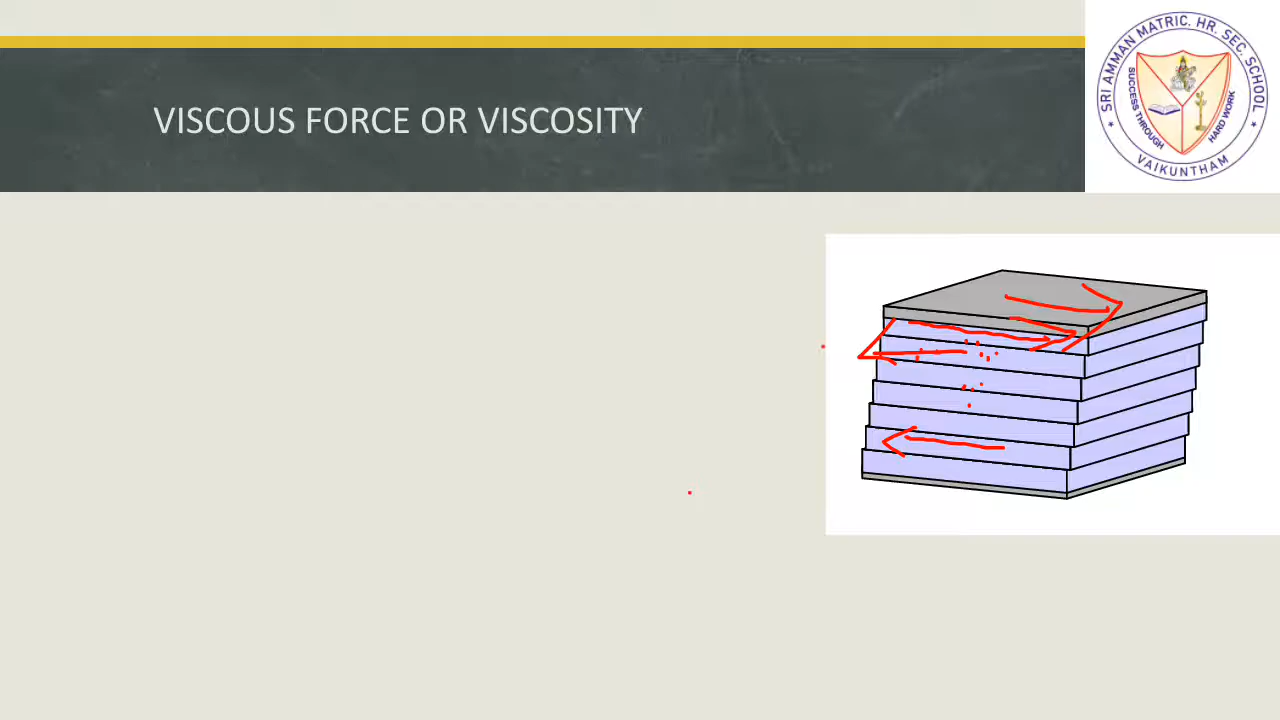 VISCOUS FORCE OR VISCOSITY
SRI AMMAN MATRIC. HR. SEC. SCHOOL
SUCCESS THROUGH
HARD WORK
VAIKUNTHAM